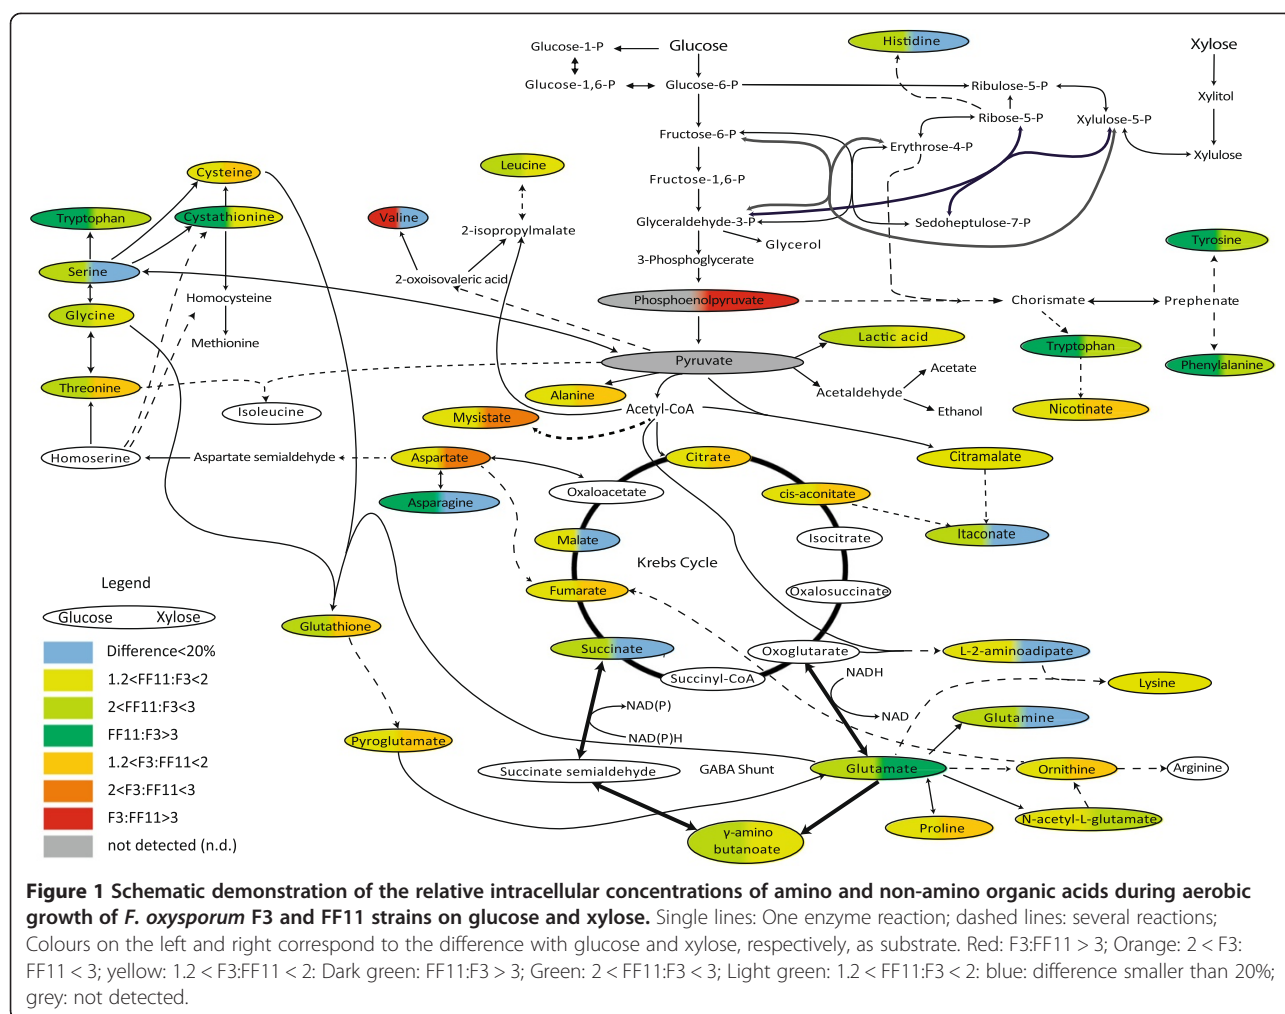 Glucose-1-P
Glucose
Histidine
Xylose
Glucose-1,6-P
Glucose-6-P
Ribulose-5-P
Xylitol
Fructose-6-P
Ribose-5-P
Xylulose-5-P
Erythrose-4-P
Xylulose
Leucine
Cysteine
Fructose-1,6-P
Tryptophan
Cystathionine
Valine
2-isopropylmalate
Glyceraldehyde-3-P
Sedoheptulose-7-P
Glycerol
Tyrosine
Serine
2-oxoisovaleric acid
3-Phosphoglycerate
Homocysteine
Phosphoenolpyruvate
Chorismate
Prephenate
Glycine
Methionine
Lactic acid
Tryptophan
Pyruvate
Phenylalanine
Acetate
Threonine
Alanine
Acetaldehyde
Isoleucine
Acetyl-CoA
Ethanol
Nicotinate
Mysistate
Homoserine
Aspartate semialdehyde
Aspartate
Citrate
Citramalate
Oxaloacetate
cis-aconitate
Asparagine
Itaconate
Malate
Isocitrate
Krebs Cycle
Fumarate
Oxalosuccinate
Legend
Glucose
Xylose
Glutathione
Succinate
Oxoglutarate
L-2-aminoadipate
Difference<20%
Succinyl-CoA
NADH
Lysine
1.2<FF11:F3<2
NAD(P)
NAD
Glutamine
2<FF11:F3<3
Pyroglutamate
NAD(P)H
FF11:F3>3
Succinate semialdehyde
GABA Shunt
Glutamate
Ornithine
Arginine
1.2<F3:FF11<2
2<F3:FF11<3
N-acetyl-L-glutamate
F3:FF11>3
Proline
γ-amino
butanoate
not detected (n.d.)
Figure 1 Schematic demonstration of the relative intracellular concentrations of amino and non-amino organic acids during aerobic
growth of F. oxysporum F3 and FF11 strains on glucose and xylose. Single lines: One enzyme reaction; dashed lines: several reactions;
Colours on the left and right correspond to the difference with glucose and xylose, respectively, as substrate. Red: F3:FF11 > 3; Orange: 2 < F3:
FF11 < 3; yellow: 1.2 < F3:FF11 < 2: Dark green: FF11:F3 > 3; Green: 2 < FF11:F3 < 3; Light green: 1.2 < FF11:F3 < 2: blue: difference smaller than 20%;
grey: not detected.